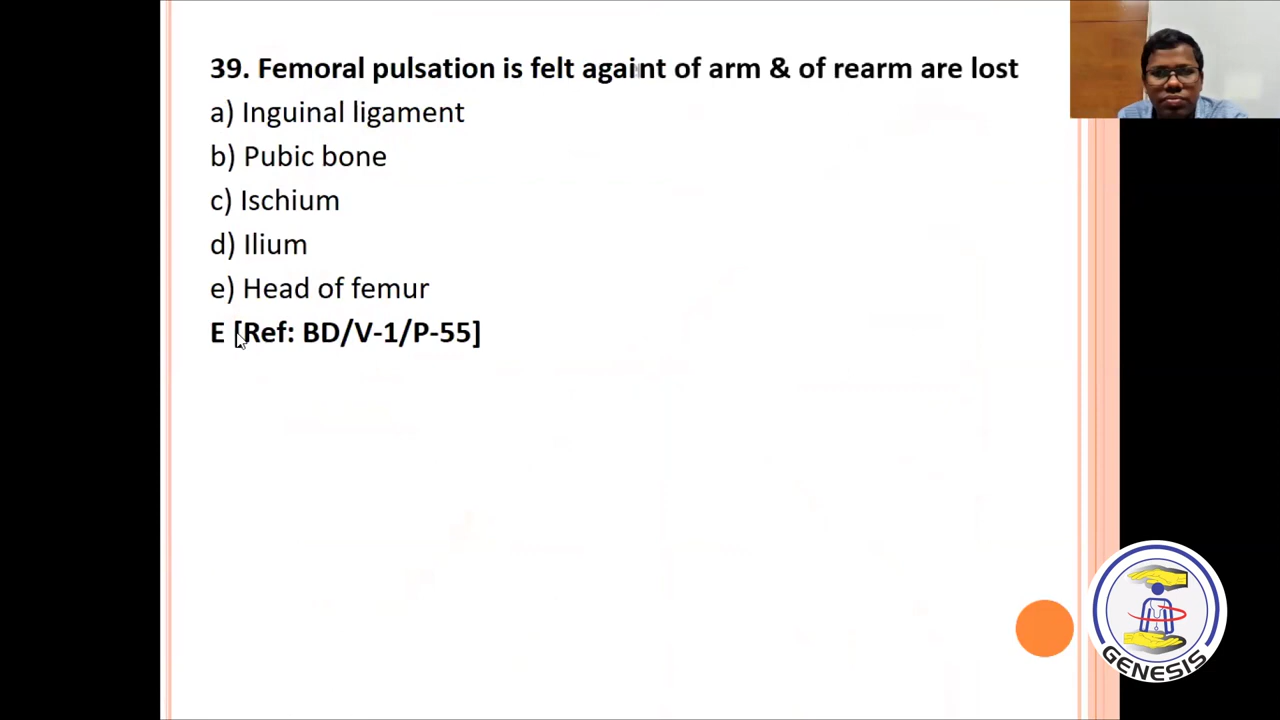 39. Femoral pulsation is felt againt of arm & of rearm are lost
a) Inguinal ligament
b) Pubic bone
c) Ischium
d) Ilium
e) Head of femur
E [Ref: BD/V-1/P-55]
GENESIS